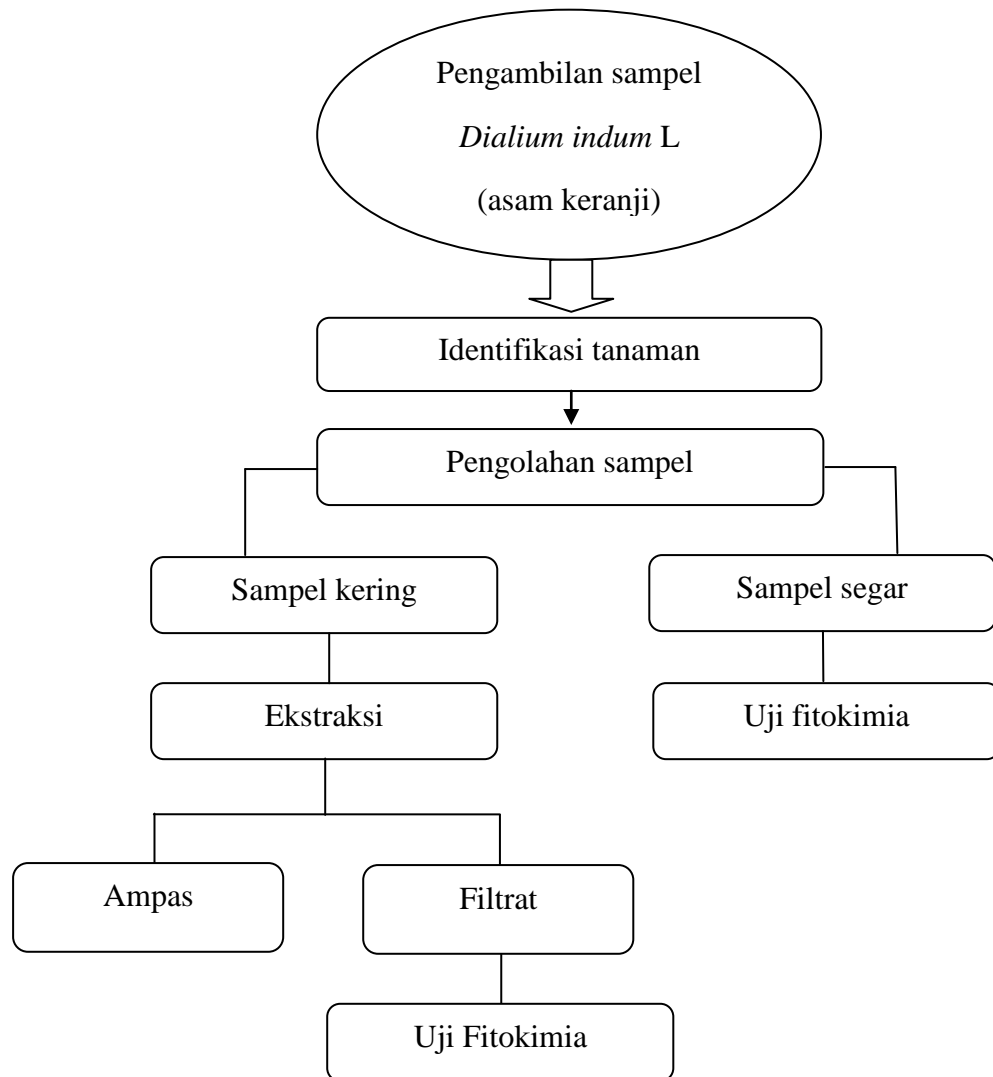 Pengambilan sampel
Dialium indum L
(asam keranji)
Identifikasi tanaman
Pengolahan sampel
Sampel kering
Sampel segar
Ekstraksi
Uji fitokimia
Ampas
Filtrat
Uji Fitokimia